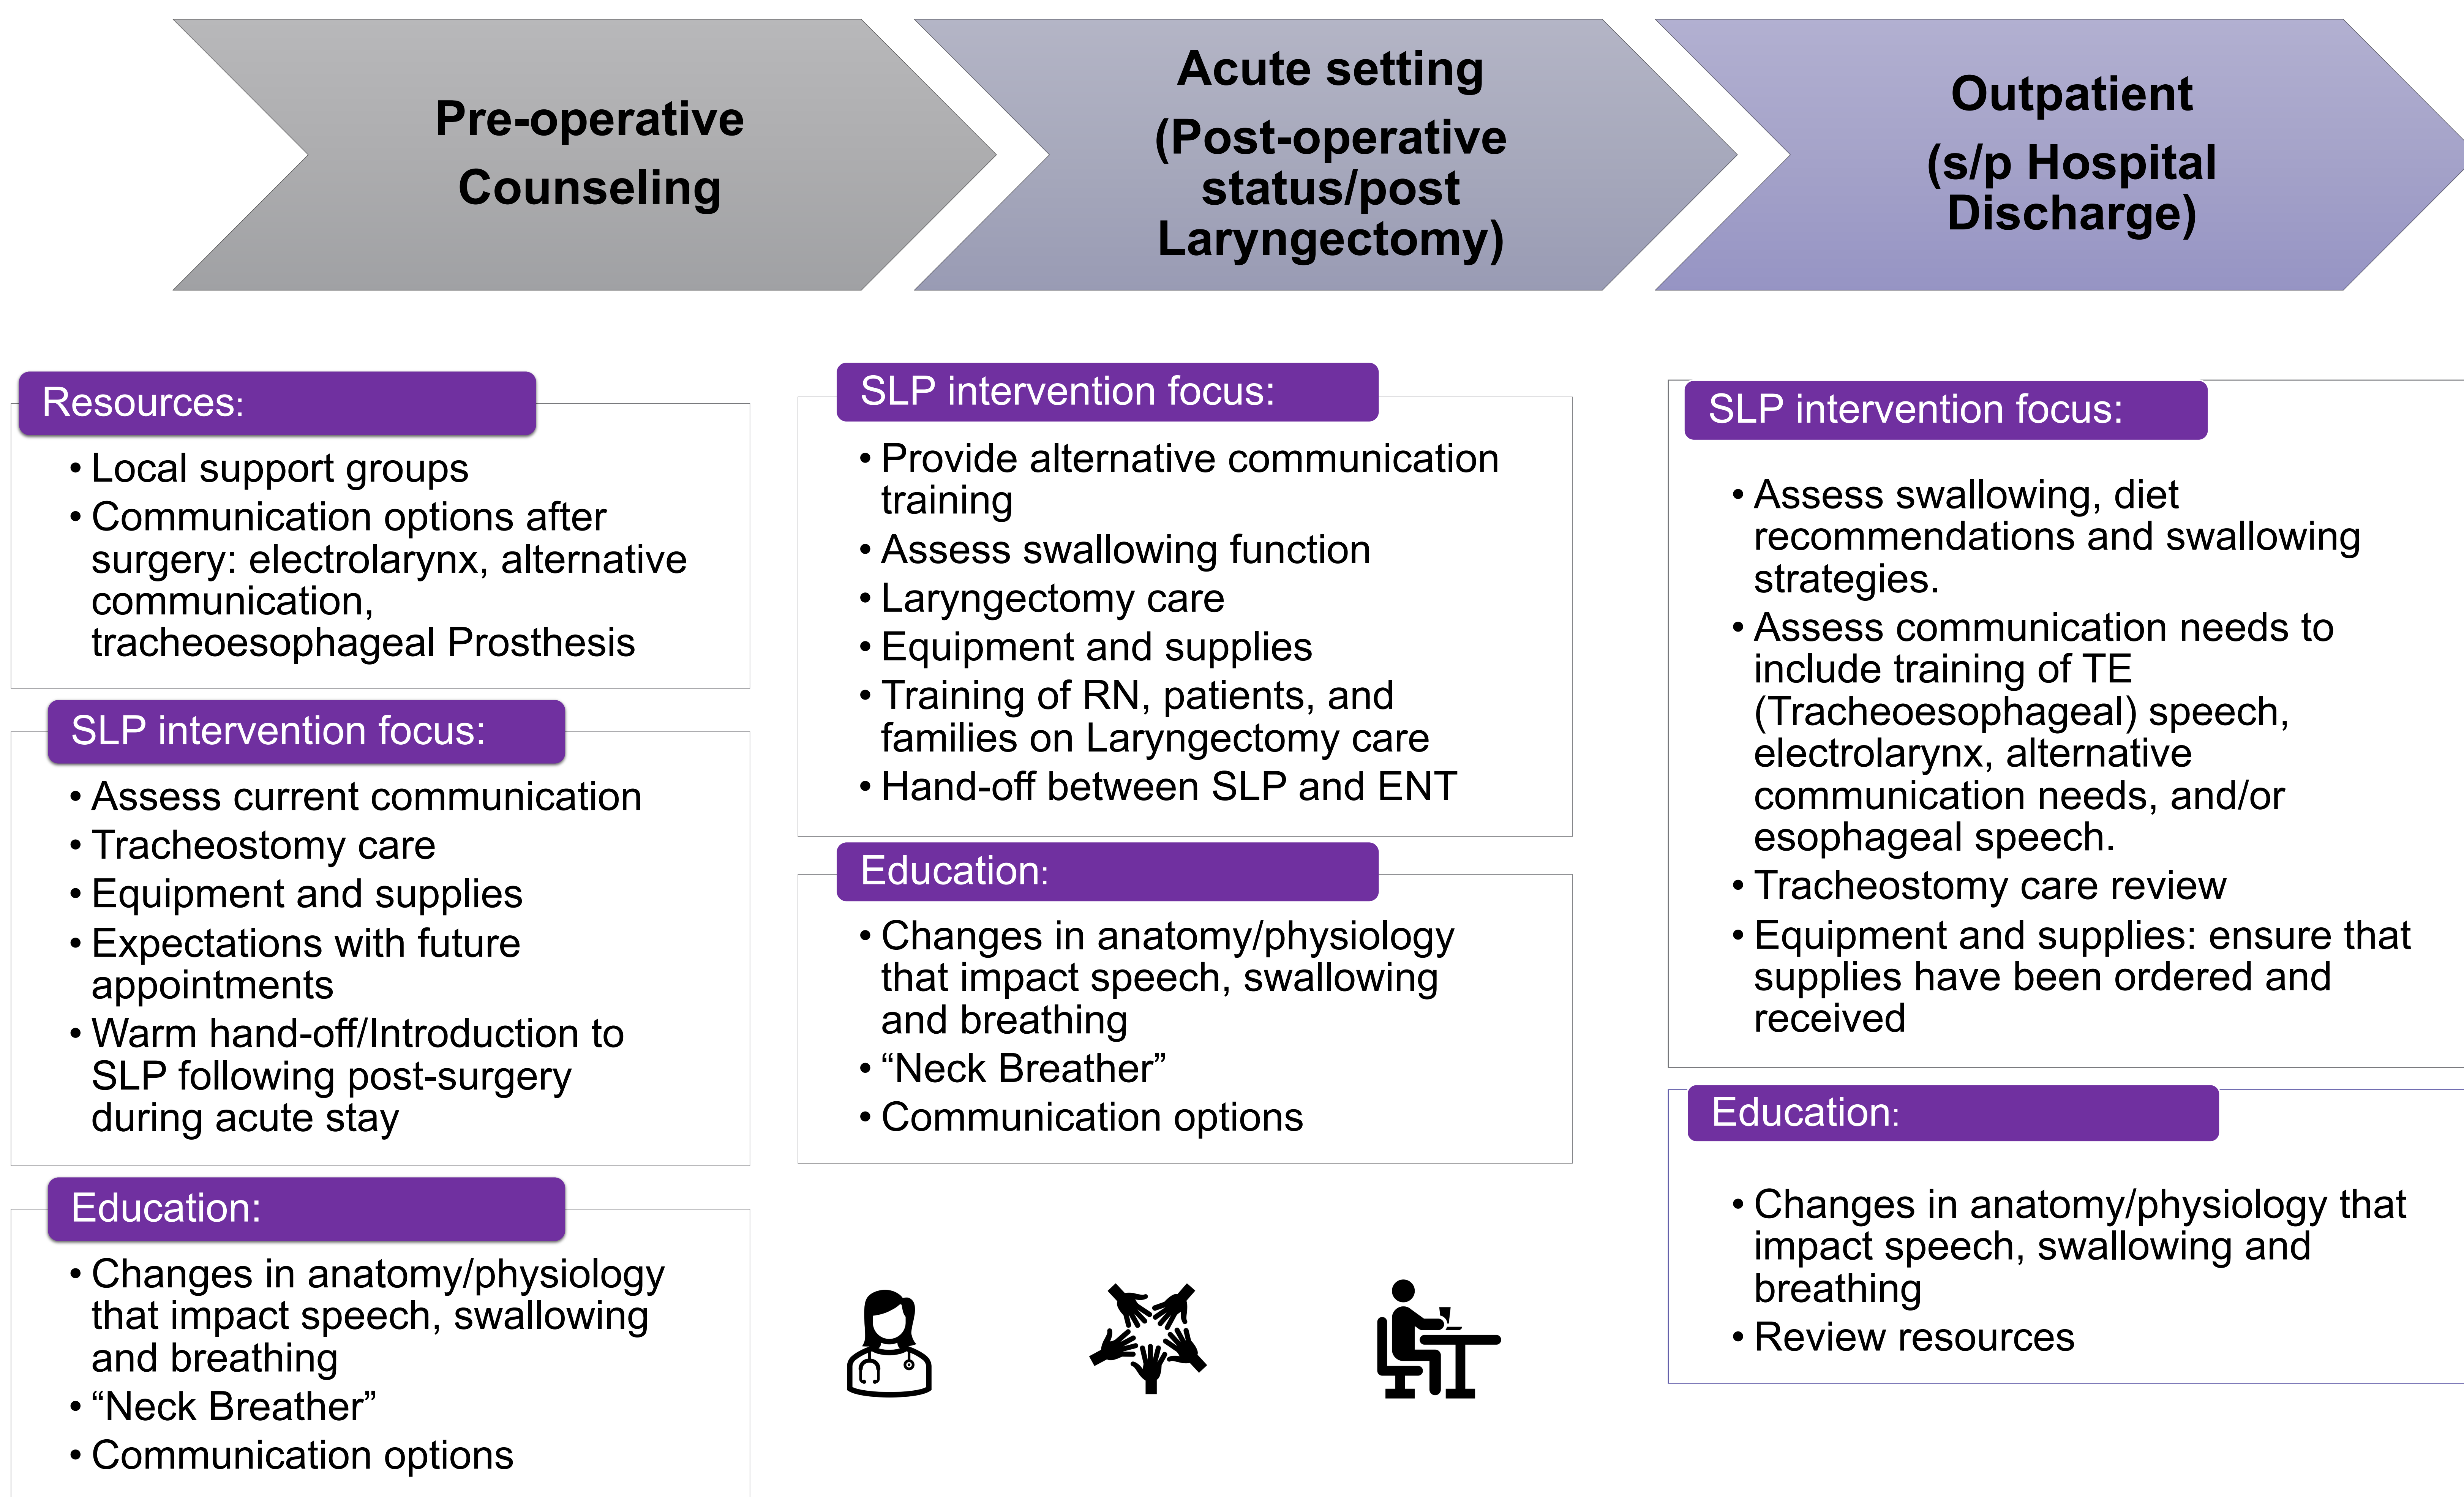 Pre-operative
Counseling
Acute setting
(Post-operative
status/post
Laryngectomy)
Outpatient
(s/p Hospital
Discharge)
Resources:
• Local support groups
• Communication options after
surgery: electrolarynx, alternative
communication,
tracheoesophageal Prosthesis
SLP intervention focus:
• Assess current communication
• Tracheostomy care
• Equipment and supplies
• Expectations with future
appointments
• Warm hand-off/Introduction to
SLP following post-surgery
during acute stay
Education:
• Changes in anatomy/physiology
that impact speech, swallowing
and breathing
• “Neck Breather”
• Communication options
SLP intervention focus:
• Provide alternative communication
training
• Assess swallowing function
• Laryngectomy care
• Equipment and supplies
• Training of RN, patients, and
families on Laryngectomy care
• Hand-off between SLP and ENT
Education:
• Changes in anatomy/physiology
that impact speech, swallowing
and breathing
• “Neck Breather”
• Communication options
SLP intervention focus:
• Assess swallowing, diet
recommendations and swallowing
strategies.
• Assess communication needs to
include training of TE
(Tracheoesophageal) speech,
electrolarynx, alternative
communication needs, and/or
esophageal speech.
• Tracheostomy care review
• Equipment and supplies: ensure that
supplies have been ordered and
received
Education:
• Changes in anatomy/physiology that
impact speech, swallowing and
breathing
• Review resources